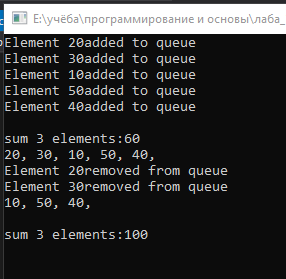 E:\учёба\программирование и основы\лаба_
Element 20added to queue
Element 30added to queue
Element 10added to queue
Element 50added to queue
Element 40added to queue
sum 3 elements:60
20, 30, 10, 50, 40,
Element 20removed from queue
Element 30removed from queue
10, 50, 40,
sum 3 elements:100